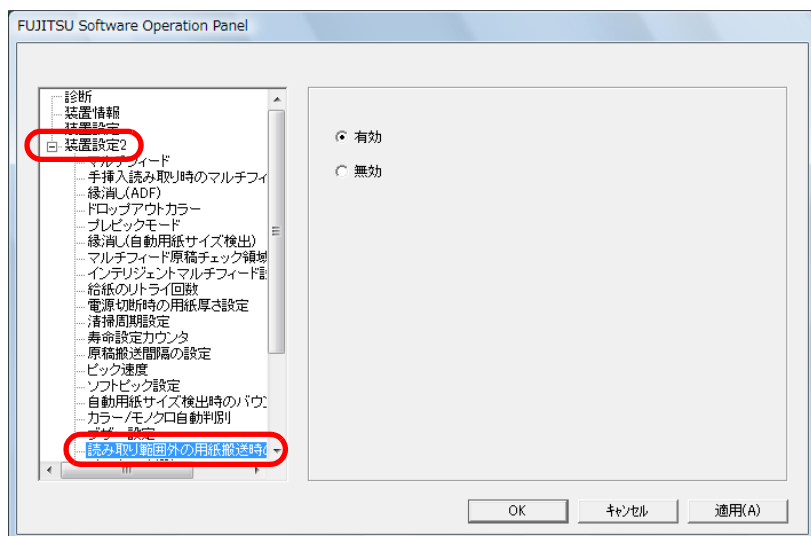 FUJITSU Software Operation Panel
診断
装置情報
装置設定
装置設定2
マルチフィード
手挿入読み取り時のマルチフィ
縁消し(ADF)
ドロップアウトカラー
プレピックモード
縁消し(自動用紙サイズ検出)
マルチフィード原稿チェック領域
インテリジェントマルチフィード
給紙のリトライ回数
電源切断時の用紙厚さ設定
清掃周期設定
寿命設定カウンタ
原稿搬送間隔の設定
ピック速度
ソフトピック設定
自動用紙サイズ検出時のバウ
カラー/モノクロ自動判別
ブザー設定
読み取り範囲外の用紙搬送時
有効
無効
OK
キャンセル
適用(A)